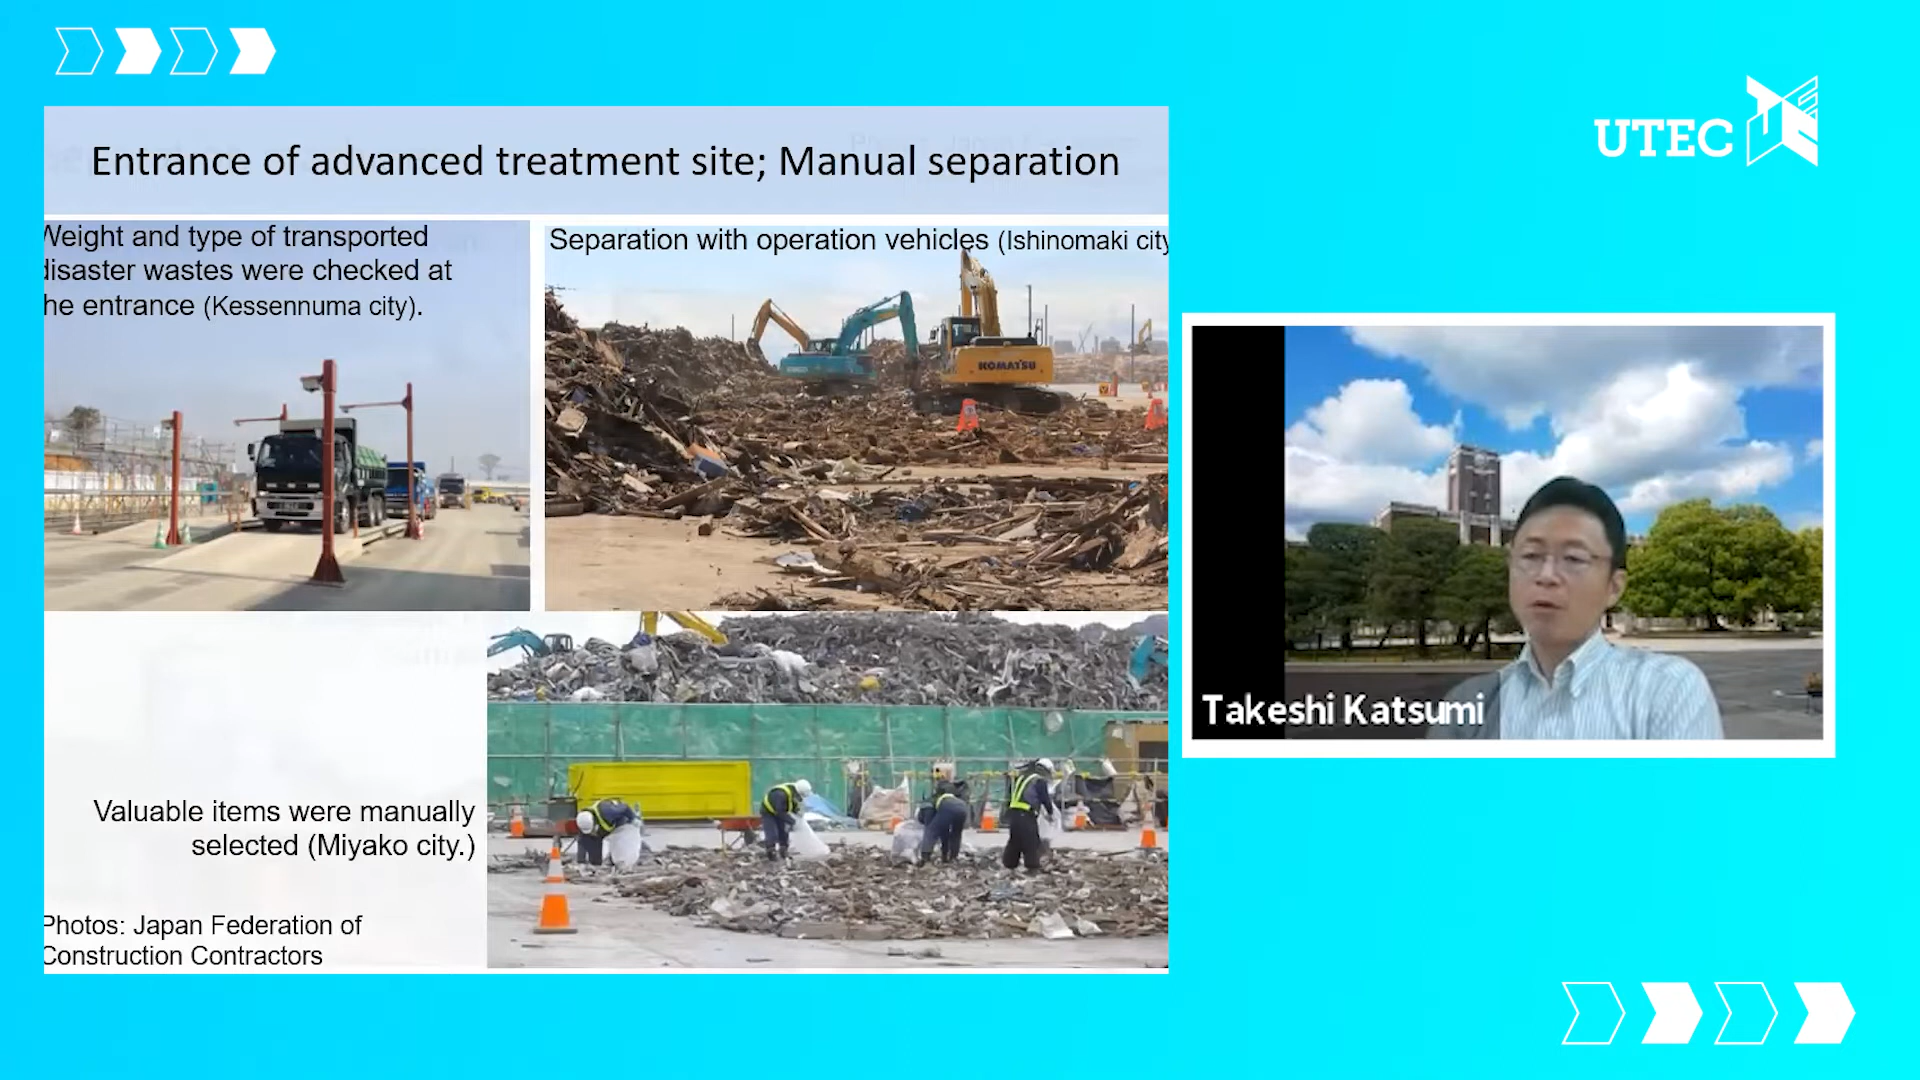 UTEC
Entrance of advanced treatment site; Manual separation
Weight and type of transported
disaster wastes were checked at
he entrance (Kessennuma city).
Separation with operation vehicles (Ishinomaki city
KOMATSU
Valuable items were manually
selected (Miyako city.)
Photos: Japan Federation of
Construction Contractors
Takeshi Katsumi